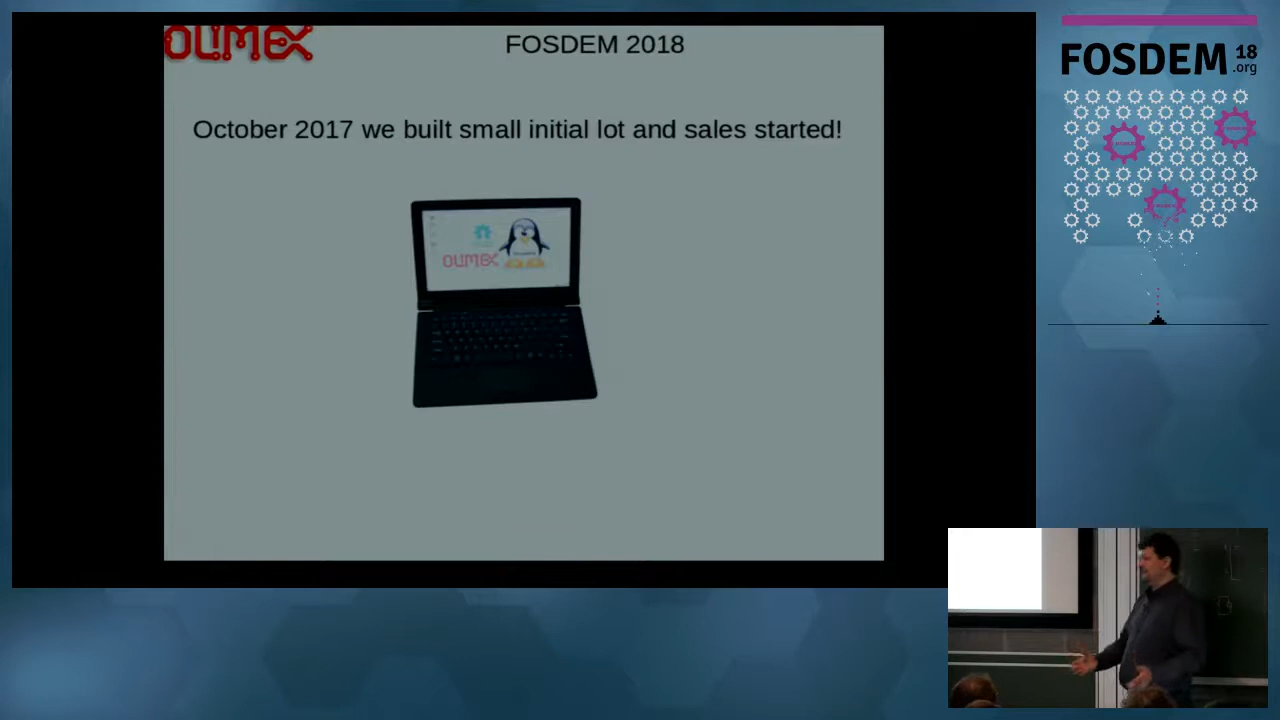 OLIMEX
FOSDEM 2018
October 2017 we built small initial lot and sales started!
OLIMEX
FOSDEM 18
.org